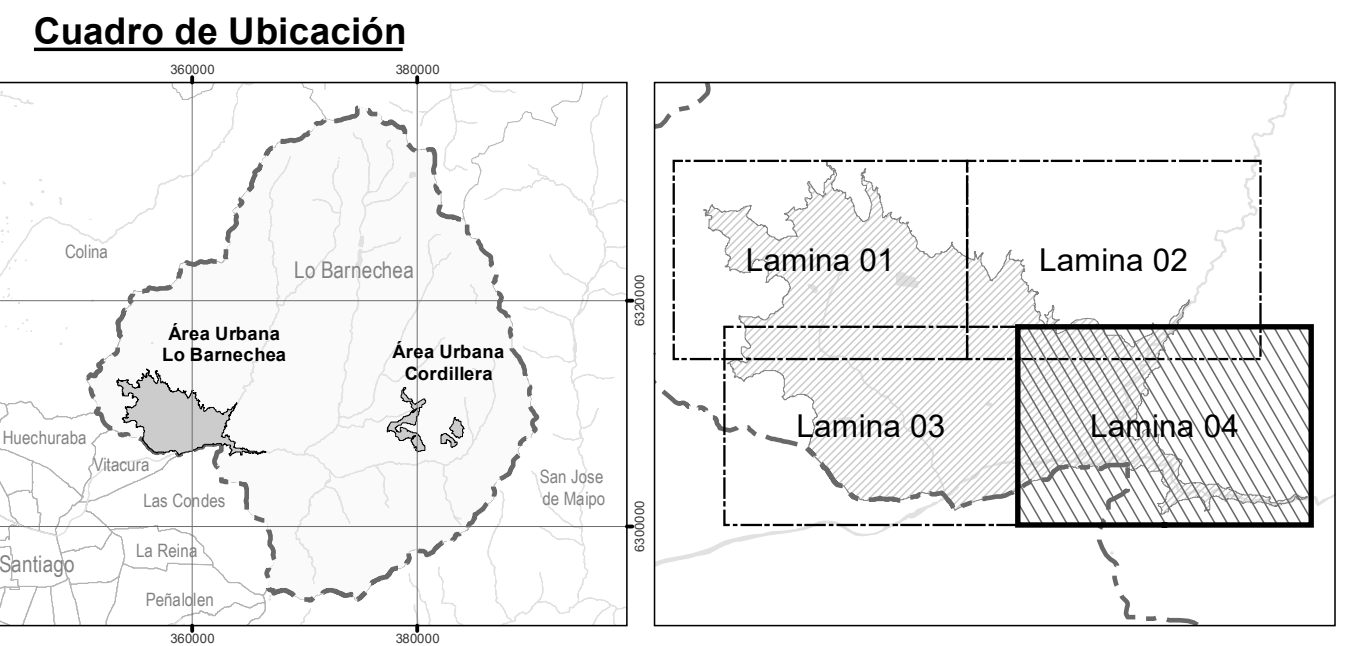 Cuadro de Ubicación
360000
380000
Colina
Lo Barnechea
6320000
Área Urbana
Lo Barnechea
Área Urbana
Cordillera
Huechuraba
Vitacura
Las Condes
San Jose
de Maipo
6300000
La Reina
Santiago
Peñalolen
360000
380000
Lamina 01
Lamina 02
Lamina 03
Lamina 04